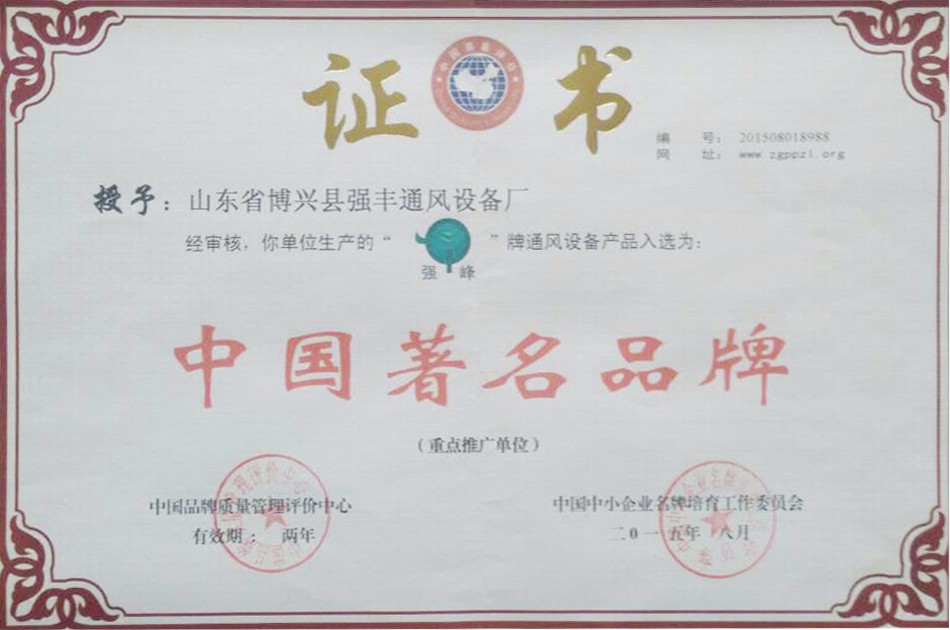 证书
编 号： 201508018988
网 址： www.zgppzl.org
授予：山东省博兴县强丰通风设备厂
经审核，你单位生产的“ ”牌通风设备产品入选为：
强 峰
中国著名品牌
（重点推广单位）
中国品牌质量管理评价中心
有效期： 两年
中国中小企业名牌培育工作委员会
二0一五年 八月